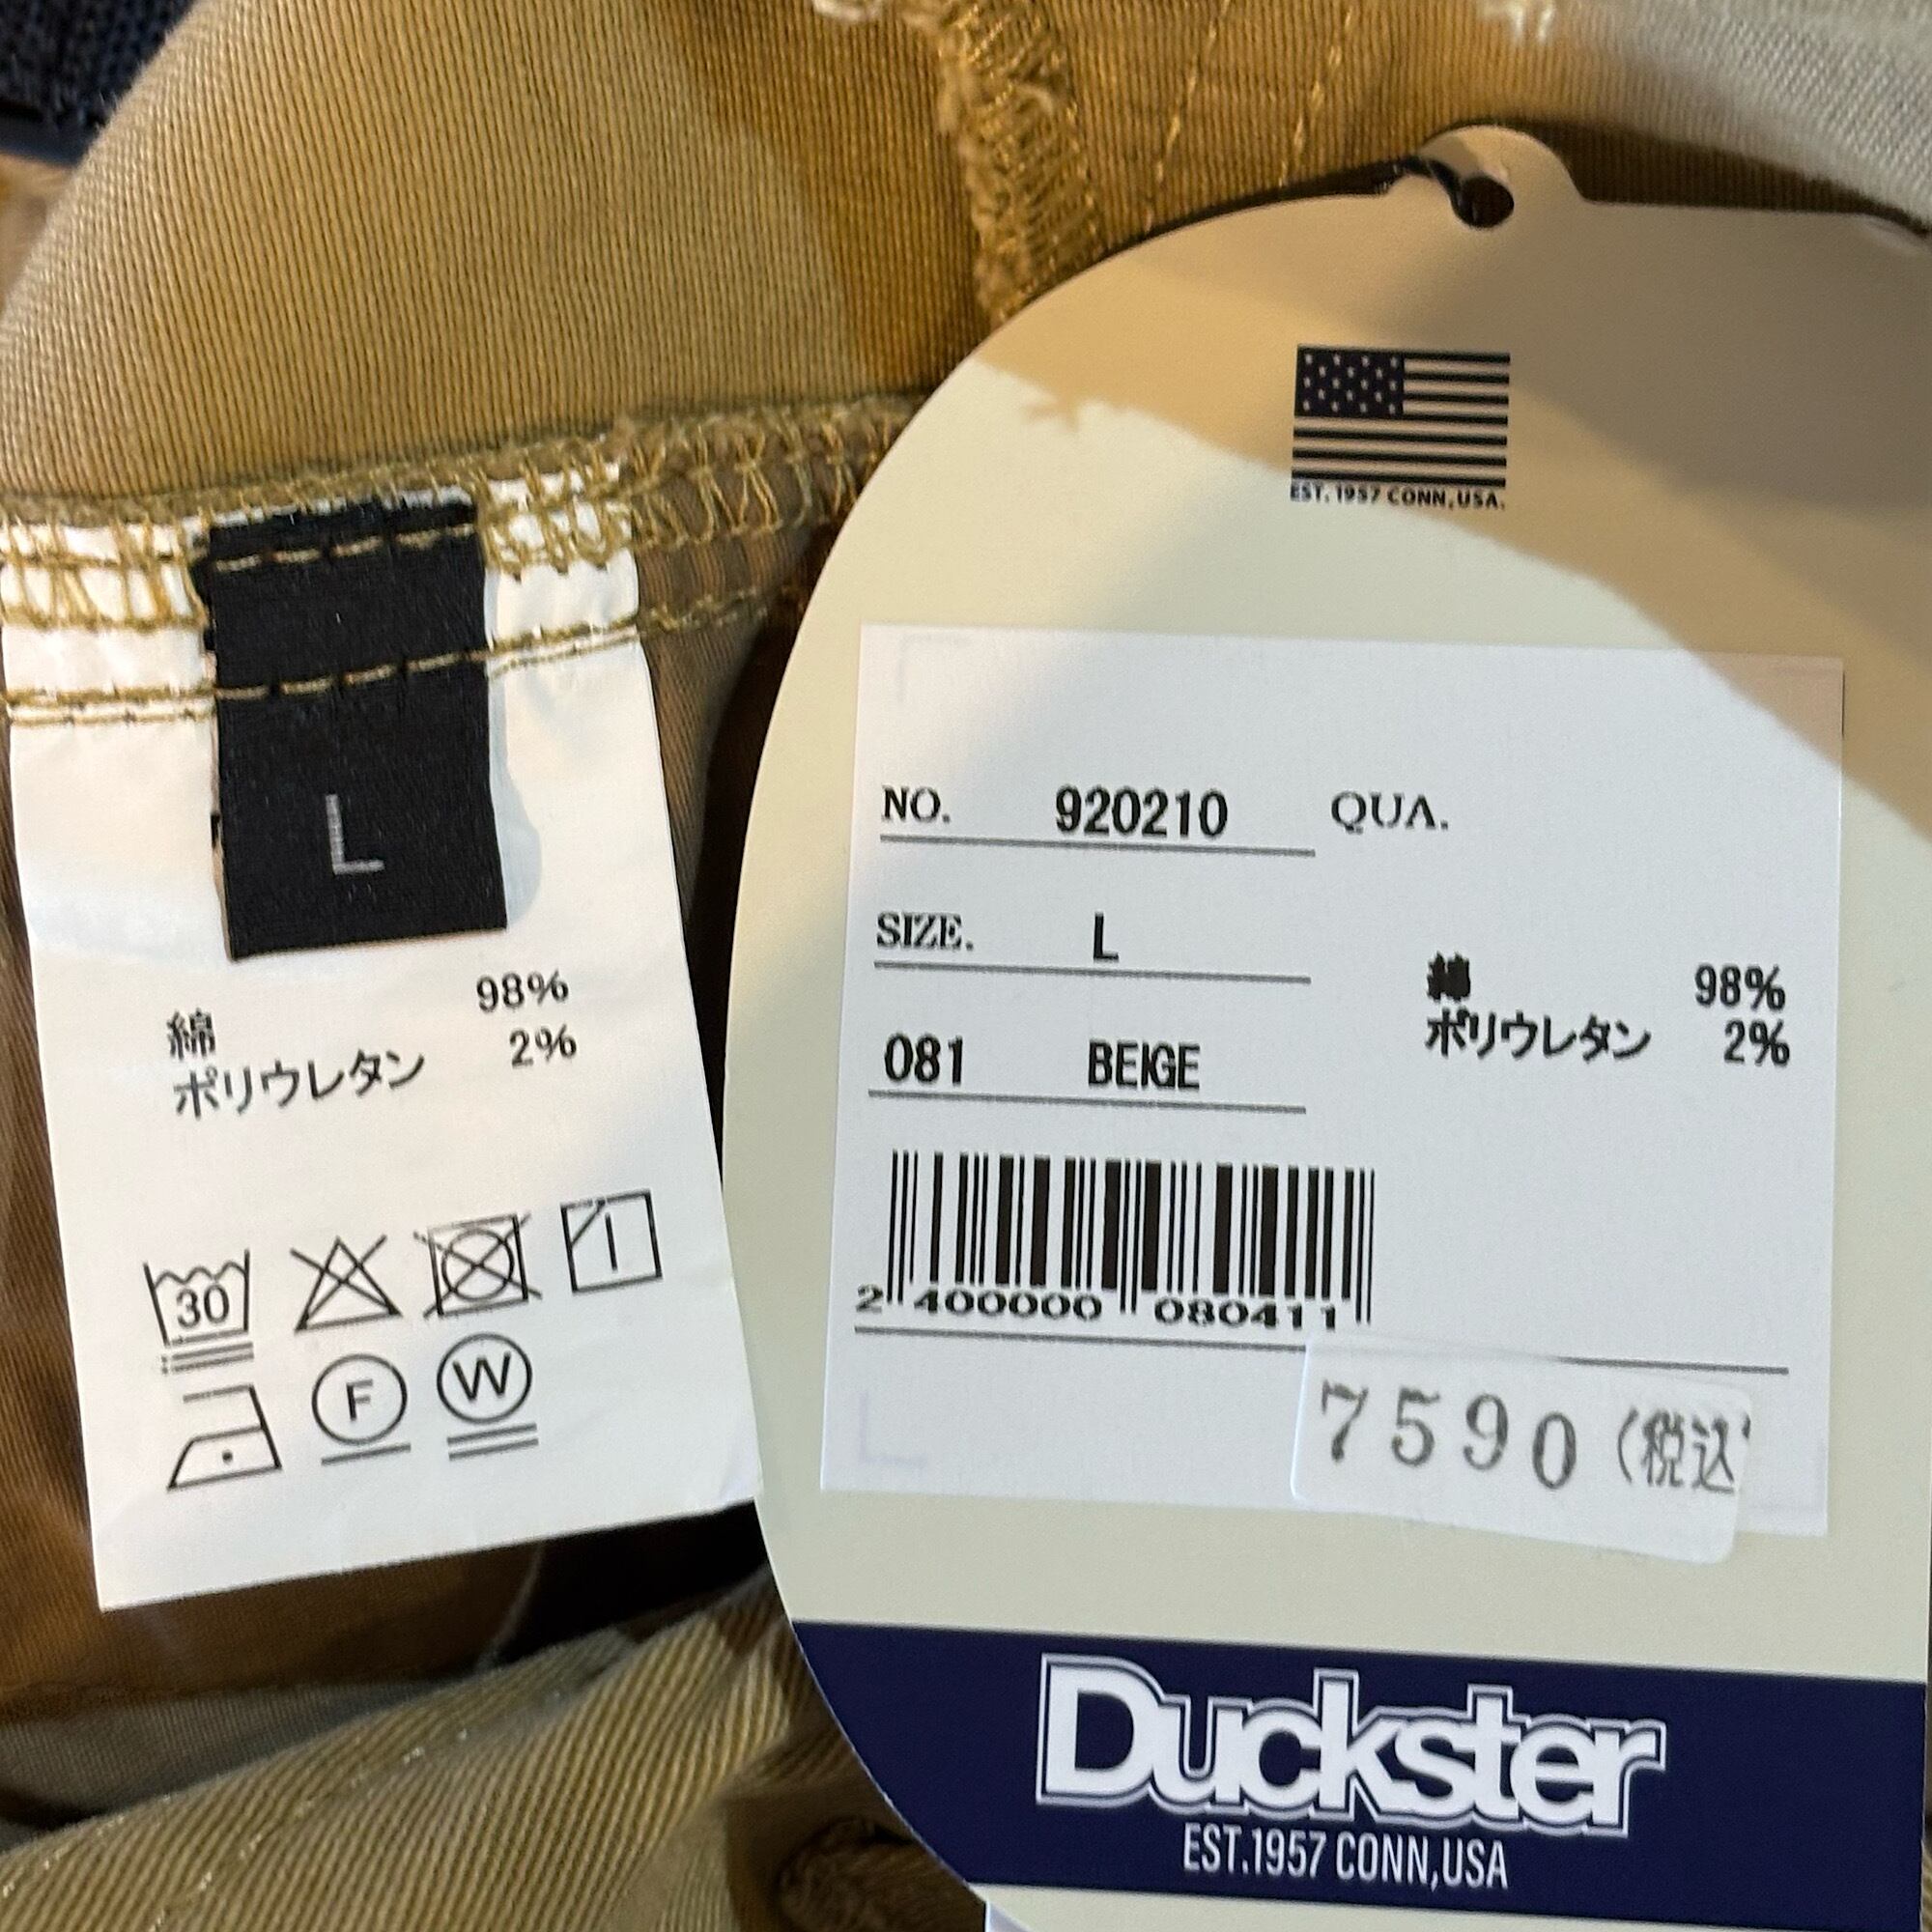 L
綿 98%
ポリウレタン 2%
30
F W
EST. 1957 CONN,USA.
NO. 920210 QUA.
SIZE. L
綿 98%
ポリウレタン 2%
081 BEIGE
2 400000 080411
7590 (税込
Duckster
EST.1957 CONN,USA